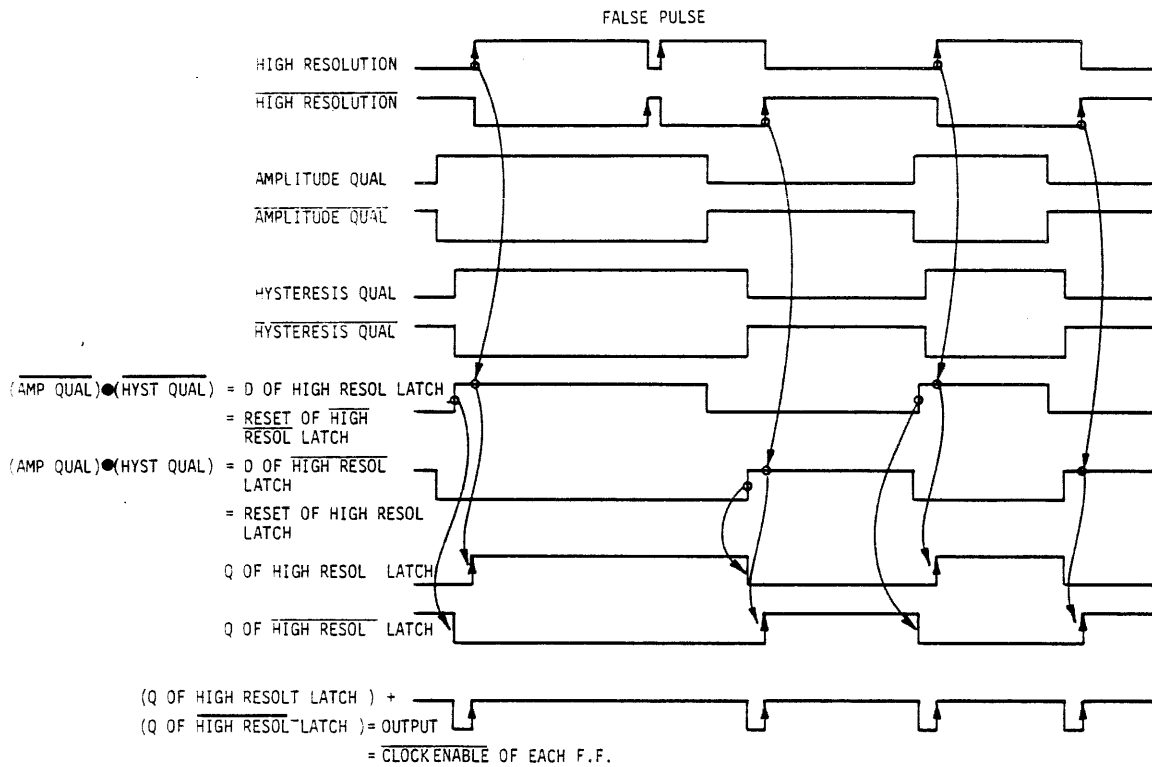 FALSE PULSE
HIGH RESOLUTION
HIGH RESOLUTION
AMPLITUDE QUAL
AMPLITUDE QUAL
HYSTERESIS QUAL
HYSTERESIS QUAL
(AMP QUAL)●(HYST QUAL) = D OF HIGH RESOL LATCH
= RESET OF HIGH
RESOL LATCH
(AMP QUAL)●(HYST QUAL) = D OF HIGH RESOL
LATCH
= RESET OF HIGH RESOL
LATCH
Q OF HIGH RESOL LATCH
Q OF HIGH RESOL LATCH
(Q OF HIGH RESOLT LATCH ) +
(Q OF HIGH RESOL LATCH )= OUTPUT
= CLOCKENABLE OF EACH F.F.